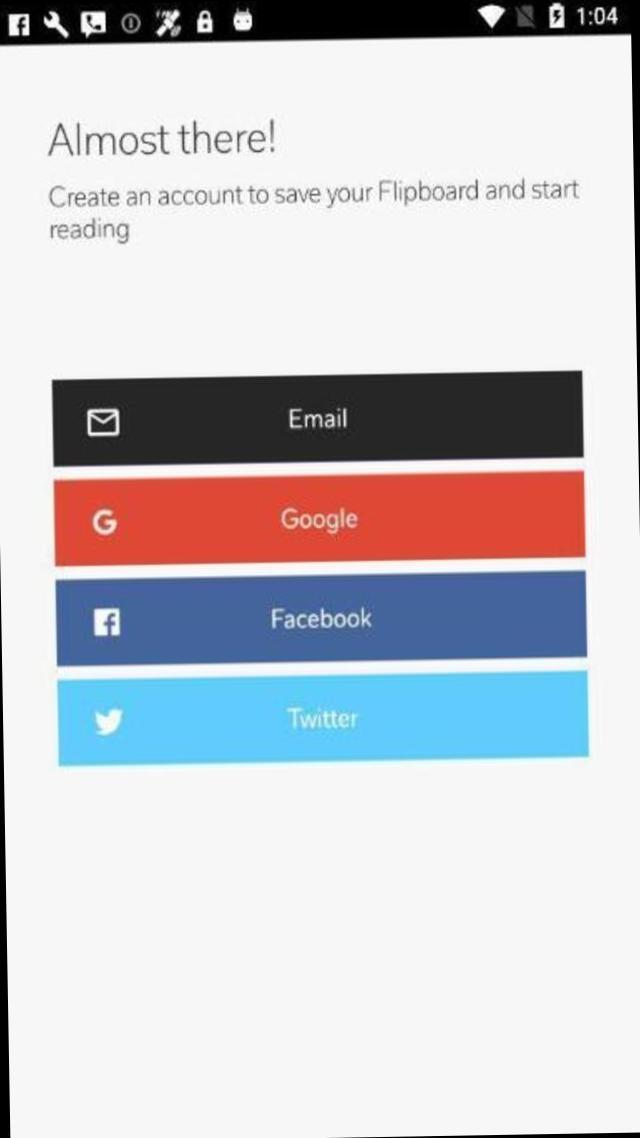 1:04
Almost there!
Create an account to save your Flipboard and start
reading
Email
Google
Facebook
Twitter